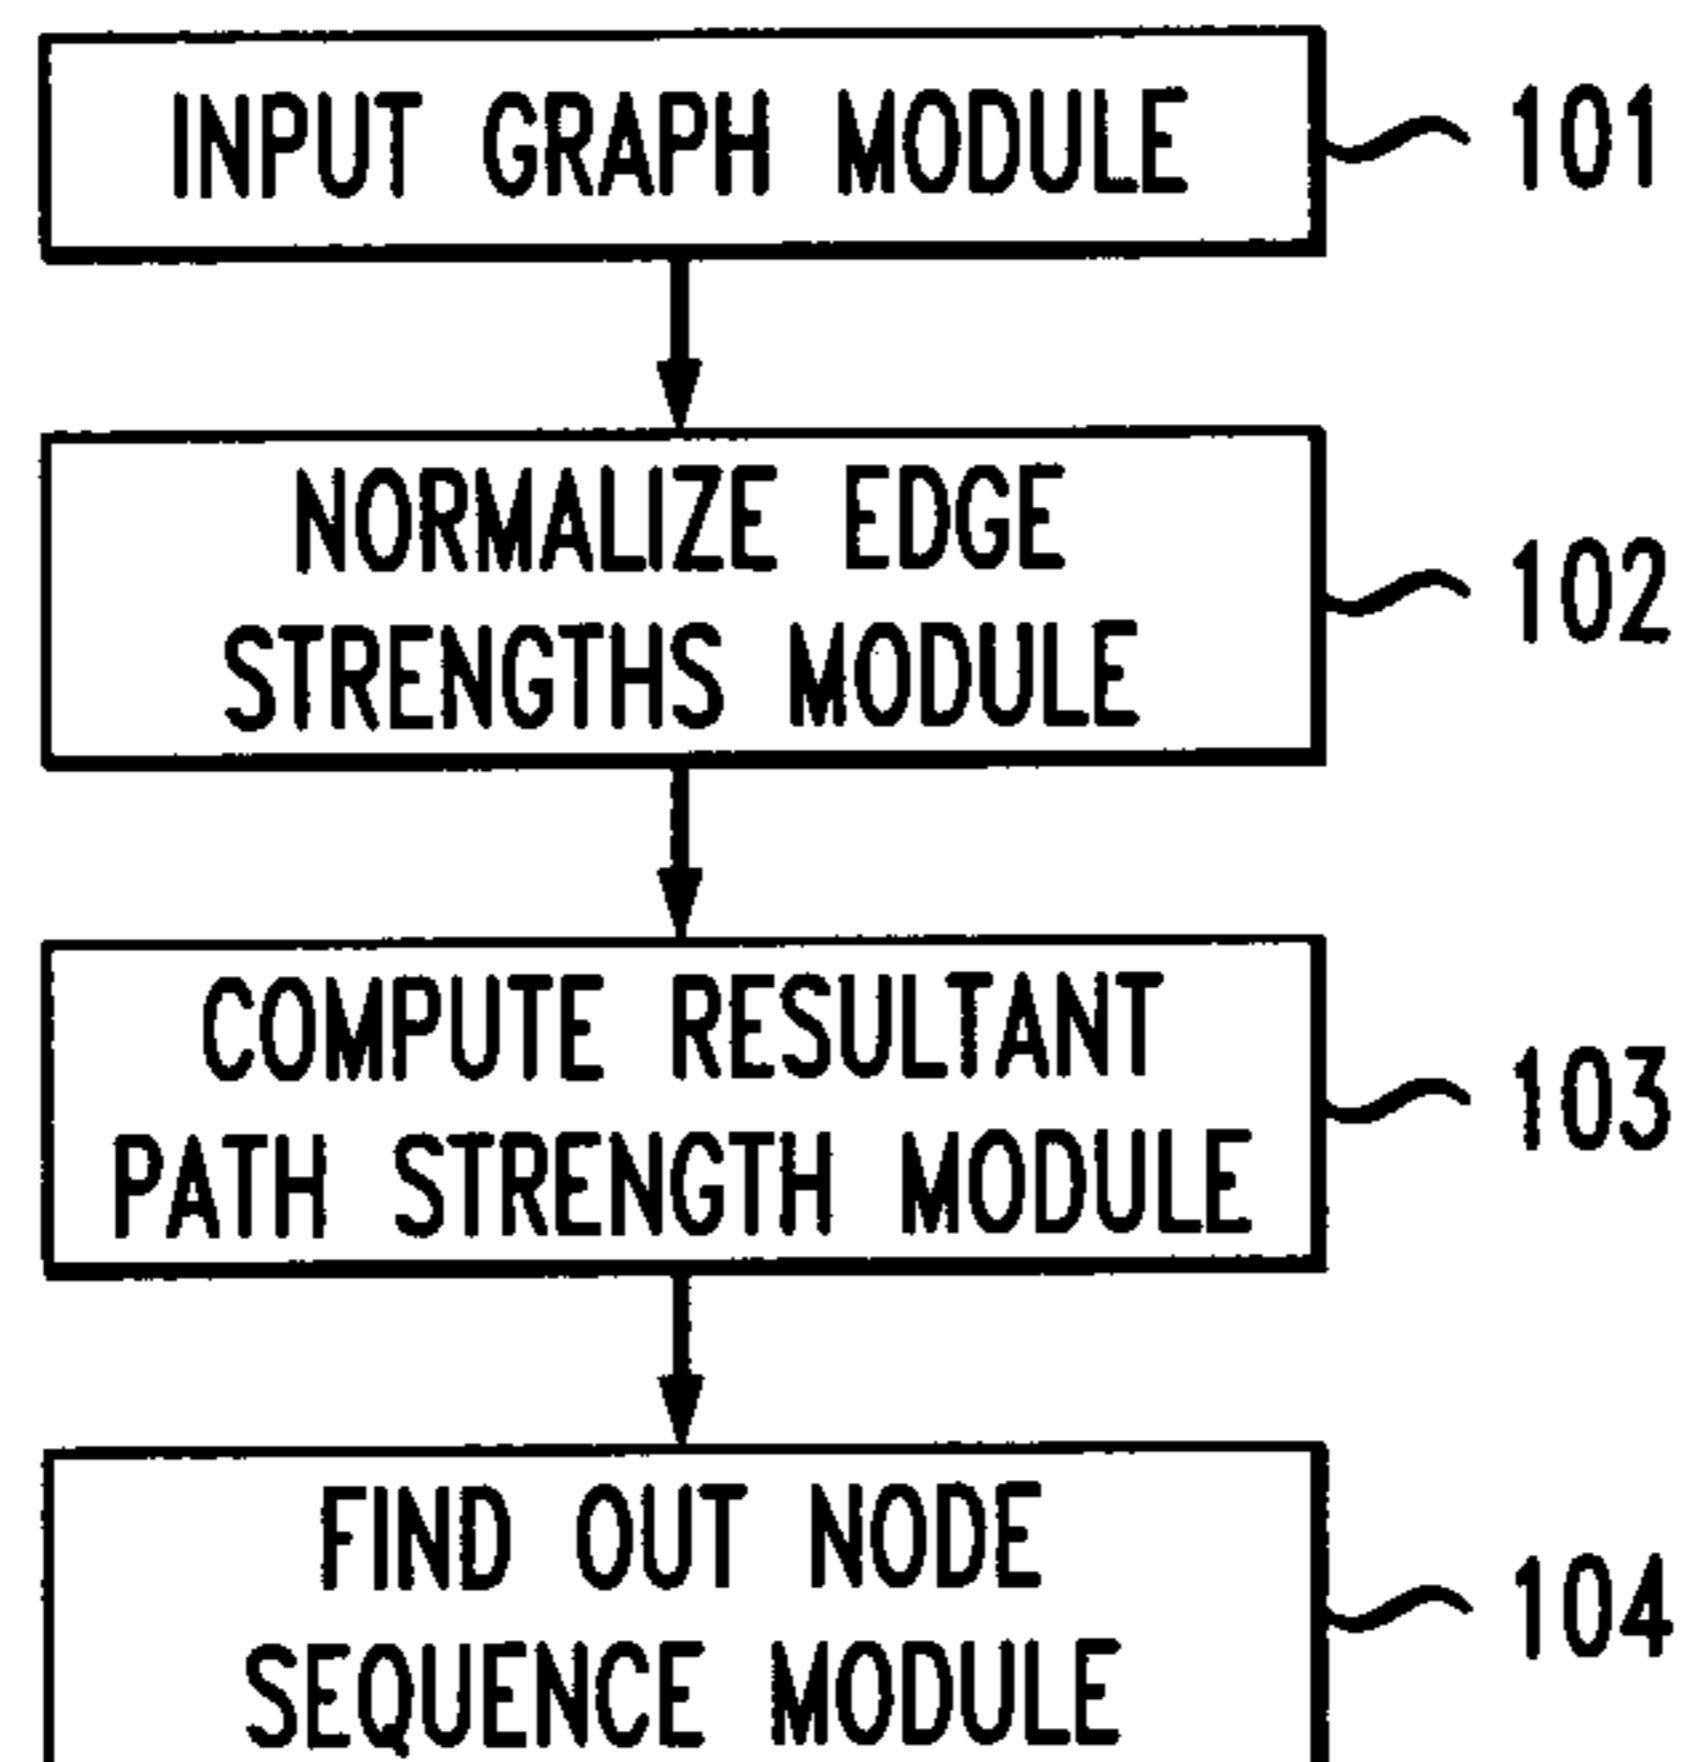 INPUT GRAPH MODULE
101
NORMALIZE EDGE
STRENGTHS MODULE
102
COMPUTE RESULTANT
PATH STRENGTH MODULE
103
FIND OUT NODE
SEQUENCE MODULE
104